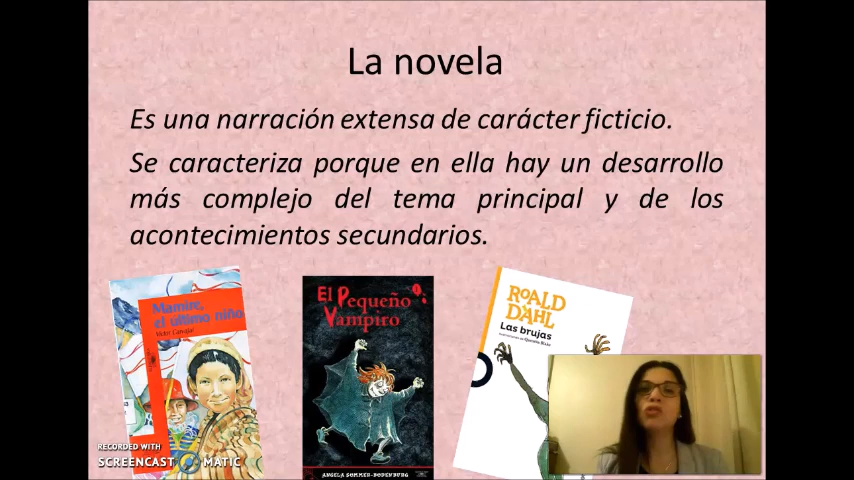 La novela
Es una narración extensa de carácter ficticio.
Se caracteriza porque en ella hay un desarrollo
más complejo del tema principal y de los
acontecimientos secundarios.
Mamire,
el último niño
El Pequeño
Vampiro
ANGELA SOMMER-BODENBURG
ROALD
DAHL
Las brujas
RECORDED WITH
SCREENCAST MATIC